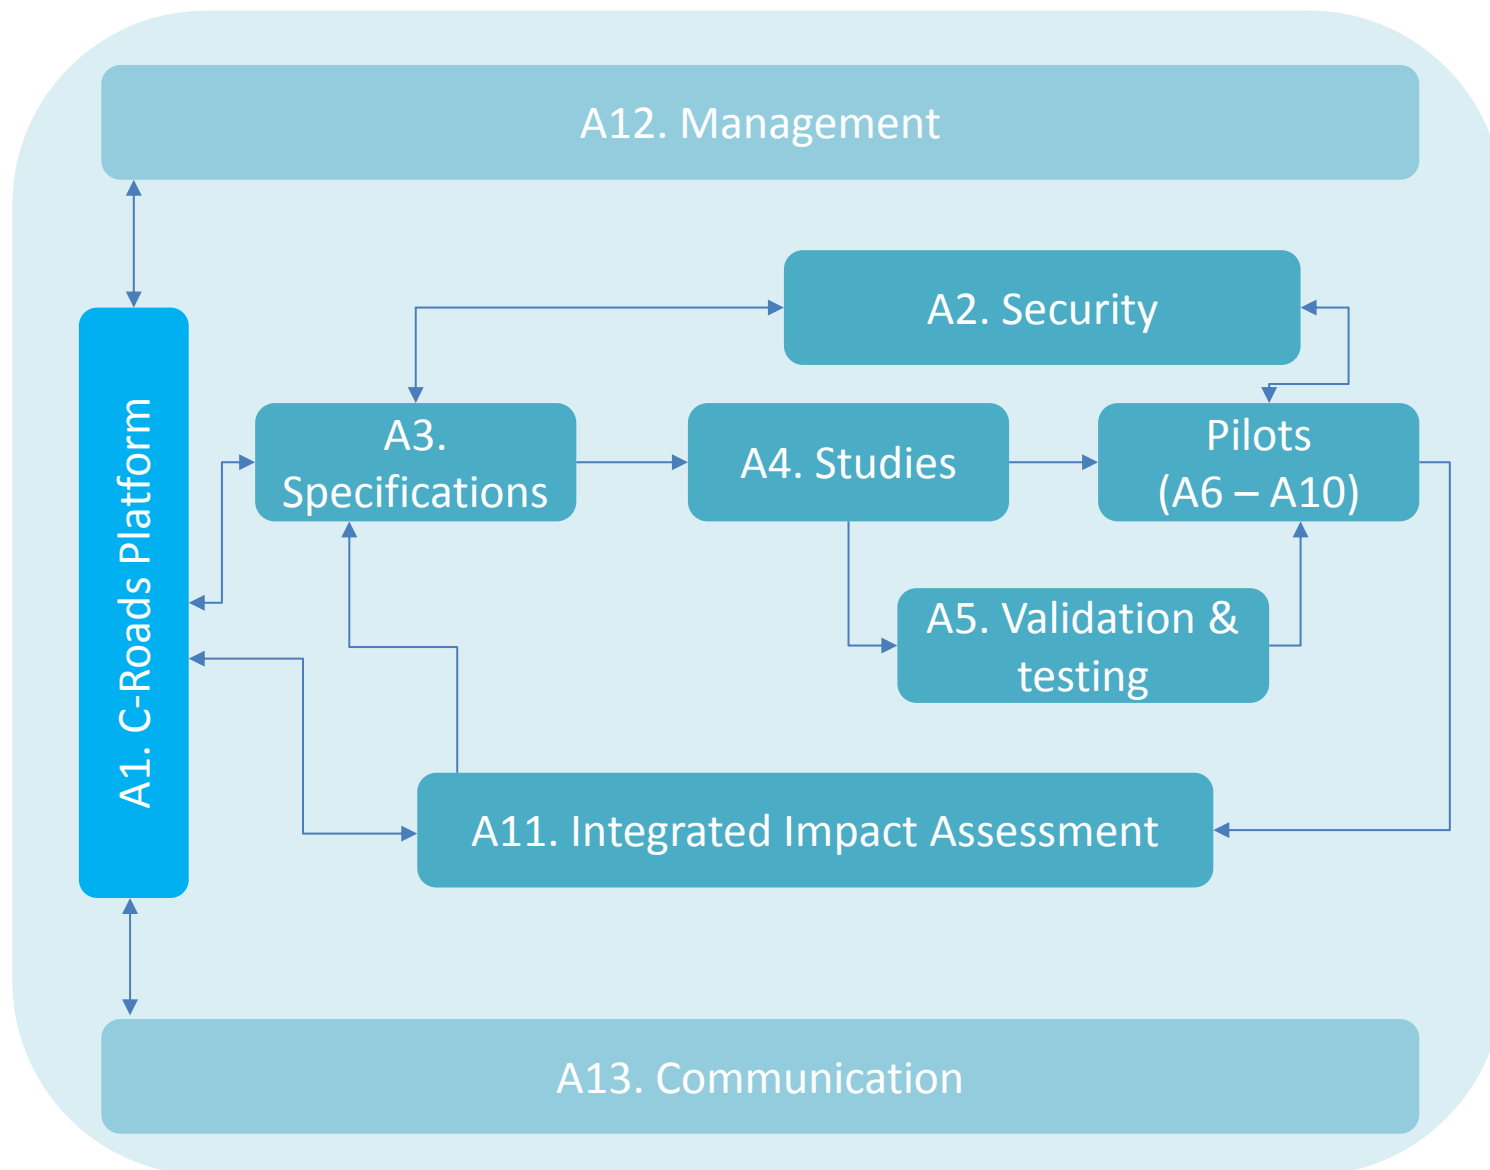 A12. Management
A2. Security
A1. C-Roads Platform
A3.
Specifications
A4. Studies
Pilots
(A6 – A10)
A5. Validation &
testing
A11. Integrated Impact Assessment
A13. Communication